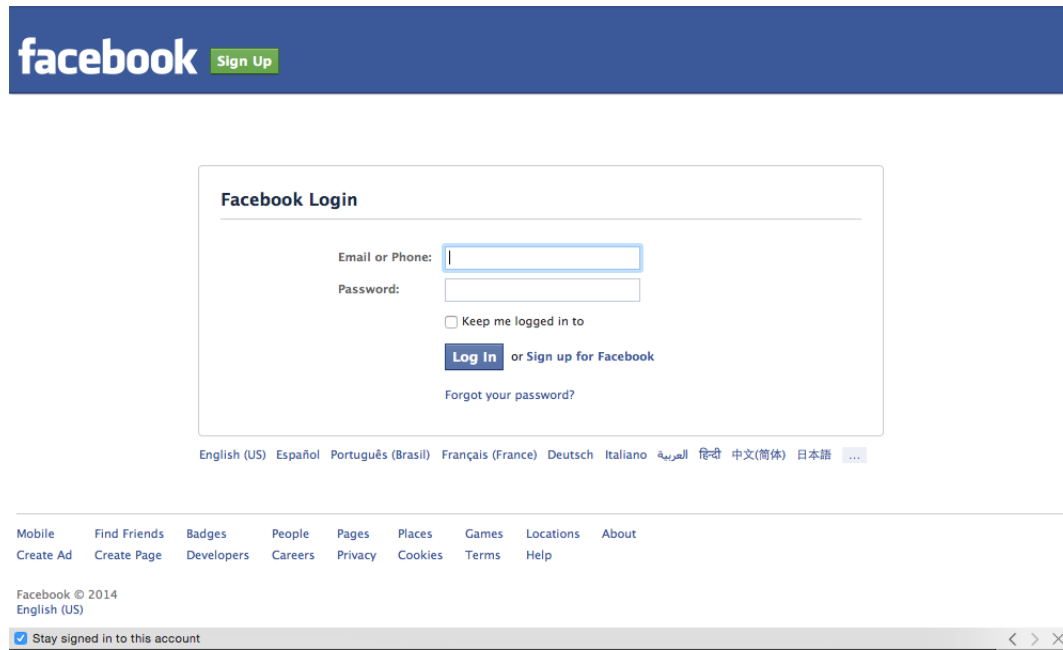 facebook Sign Up
Facebook Login
Email or Phone:
Password:
Keep me logged in to
Log In or Sign up for Facebook
Forgot your password?
English (US) Español Português (Brasil) Français (France) Deutsch Italiano العربية हिन्दी 中文(简体) 日本語 ...
Mobile Find Friends Badges People Pages Places Games Locations About
Create Ad Create Page Developers Careers Privacy Cookies Terms Help
Facebook © 2014
English (US)
Stay signed in to this account